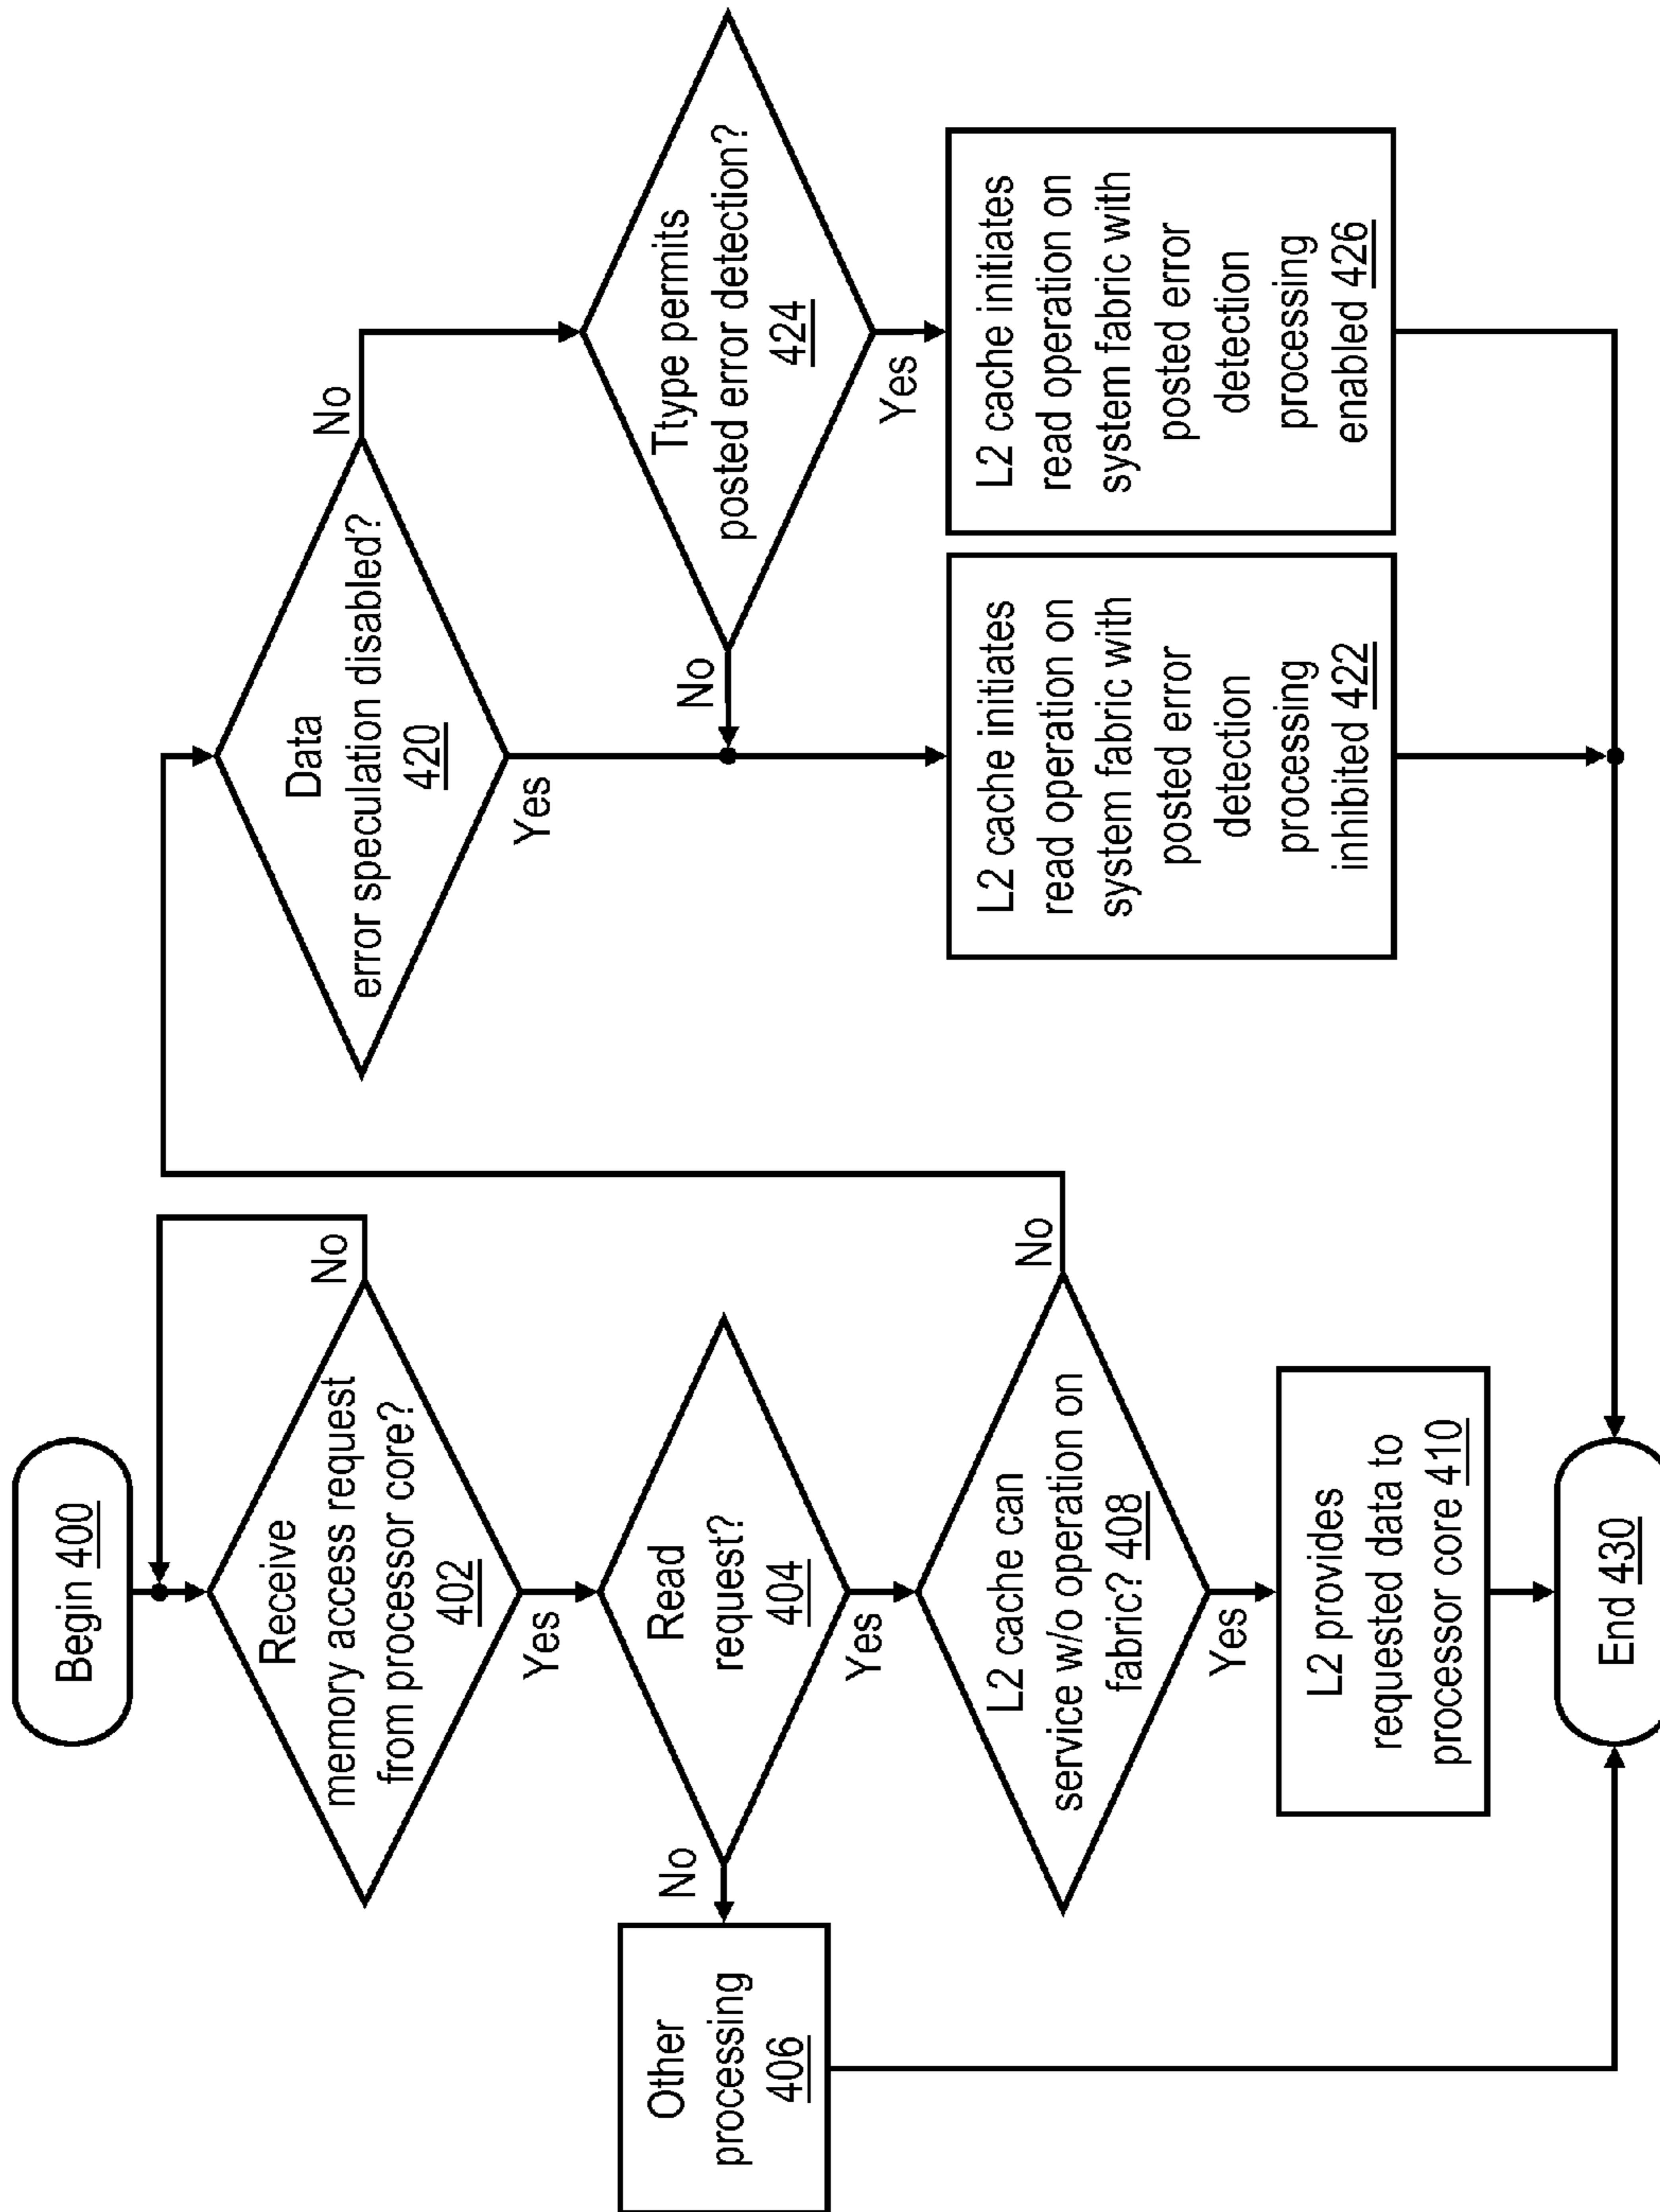 Begin 400
Receive
memory access request
from processor core?
402
No
Yes
Read
request?
404
No
Other
processing
406
Yes
L2 cache can
service w/o operation on
fabric? 408
No
Yes
L2 provides
requested data to
processor core 410
Data
error speculation disabled?
420
No
Yes
Ttype permits
posted error detection?
424
No
Yes
L2 cache initiates
read operation on
system fabric with
posted error
detection
processing
inhibited 422
L2 cache initiates
read operation on
system fabric with
posted error
detection
processing
enabled 426
End 430